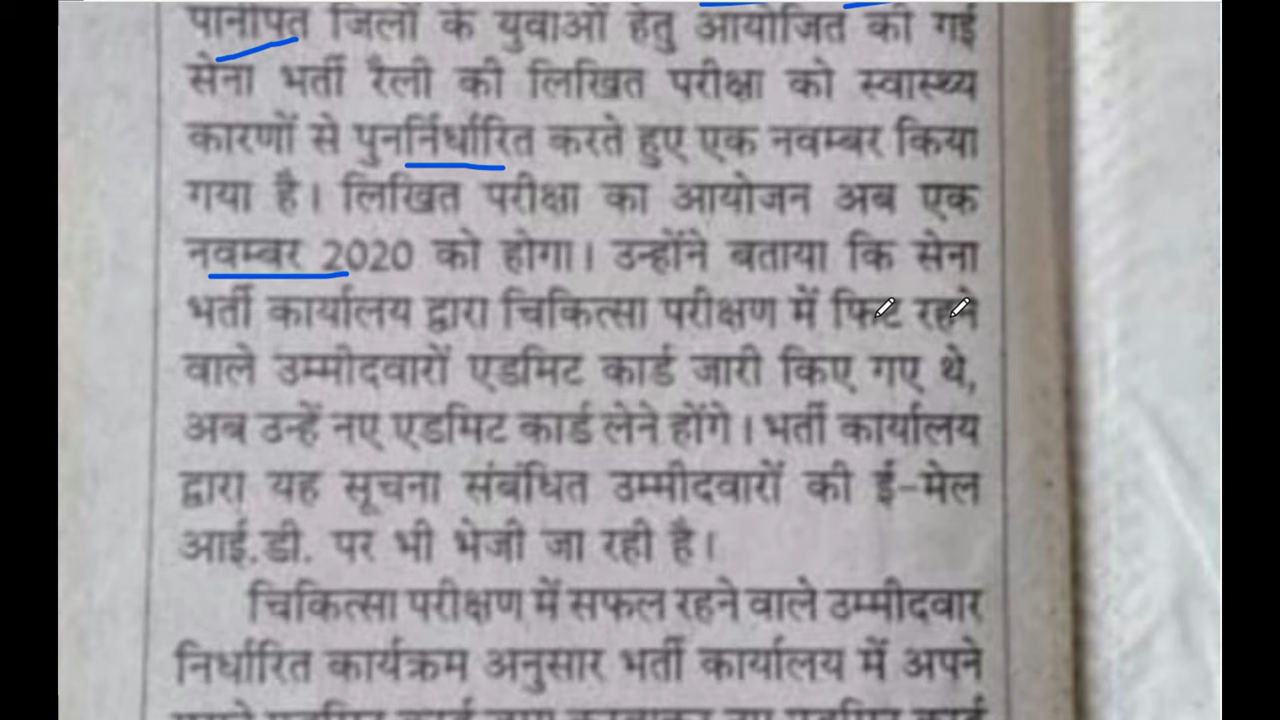 पानीपत जिलों के युवाओं हेतु आयोजित की गई
सेना भर्ती रैली की लिखित परीक्षा को स्वास्थ्य
कारणों से पुनर्निर्धारित करते हुए एक नवम्बर किया
गया है। लिखित परीक्षा का आयोजन अब एक
नवम्बर 2020 को होगा। उन्होंने बताया कि सेना
भर्ती कार्यालय द्वारा चिकित्सा परीक्षण में फिट रहने
वाले उम्मीदवारों एडमिट कार्ड जारी किए गए थे,
अब उन्हें नए एडमिट कार्ड लेने होंगे। भर्ती कार्यालय
द्वारा यह सूचना संबंधित उम्मीदवारों की ई-मेल
आई.डी. पर भी भेजी जा रही है।
चिकित्सा परीक्षण में सफल रहने वाले उम्मीदवार
निर्धारित कार्यक्रम अनुसार भर्ती कार्यालय में अपने